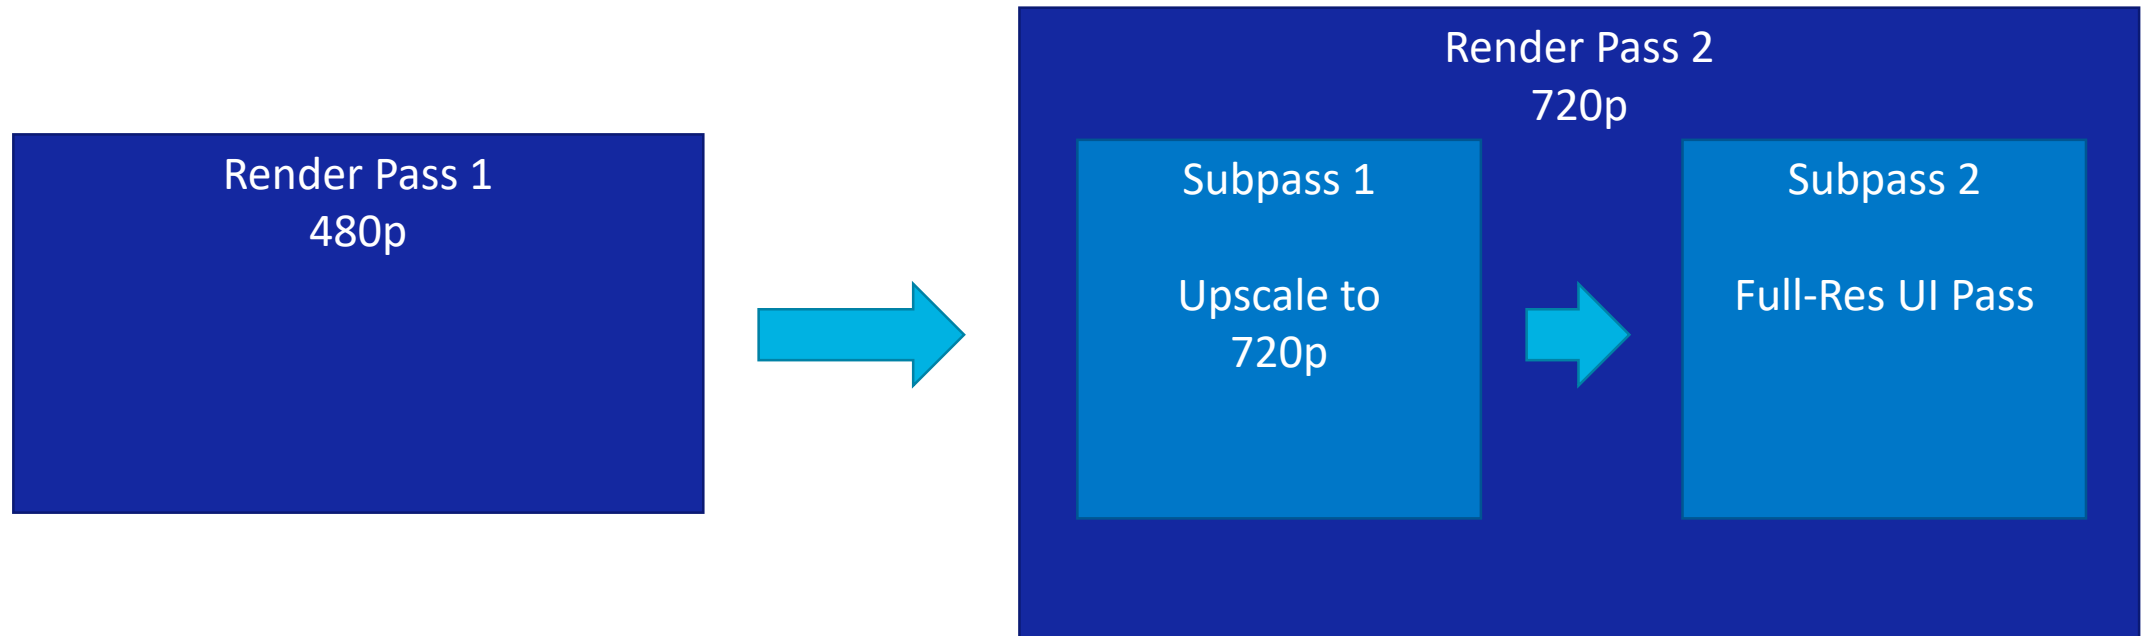 Render Pass 1
480p
Render Pass 2
720p
Subpass 1
Upscale to
720p
Subpass 2
Full-Res UI Pass